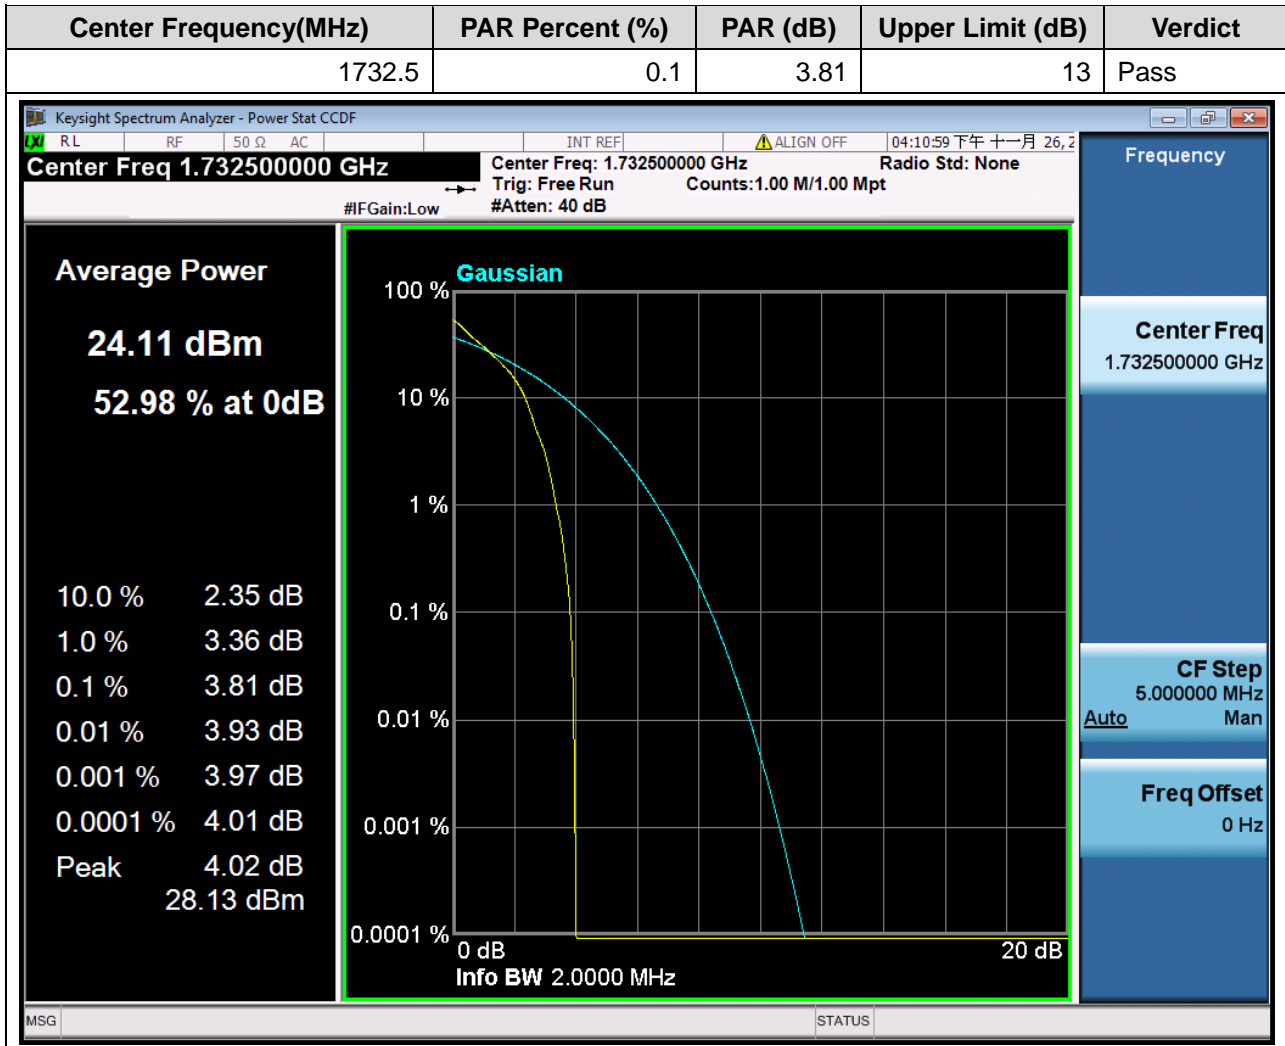 Center Frequency(MHz) PAR Percent (%) PAR (dB) Upper Limit (dB) Verdict
1732.5 0.1 3.81 13 Pass
Keysight Spectrum Analyzer - Power Stat CCDF
LXI RL RF 50 Ω AC INT REF ALIGN OFF 04:10:59 下午 十一月 26, 2
Center Freq 1.732500000 GHz
Center Freq: 1.732500000 GHz Radio Std: None
Trig: Free Run Counts:1.00 M/1.00 Mpt
#IFGain:Low #Atten: 40 dB
Average Power
24.11 dBm
52.98 % at 0dB
10.0 % 2.35 dB
1.0 % 3.36 dB
0.1 % 3.81 dB
0.01 % 3.93 dB
0.001 % 3.97 dB
0.0001 % 4.01 dB
Peak 4.02 dB
28.13 dBm
Gaussian
100 %
10 %
1 %
0.1 %
0.01 %
0.001 %
0.0001 %
0 dB 20 dB
Info BW 2.0000 MHz
Frequency
Center Freq
1.732500000 GHz
CF Step
5.000000 MHz
Auto Man
Freq Offset
0 Hz
MSG STATUS